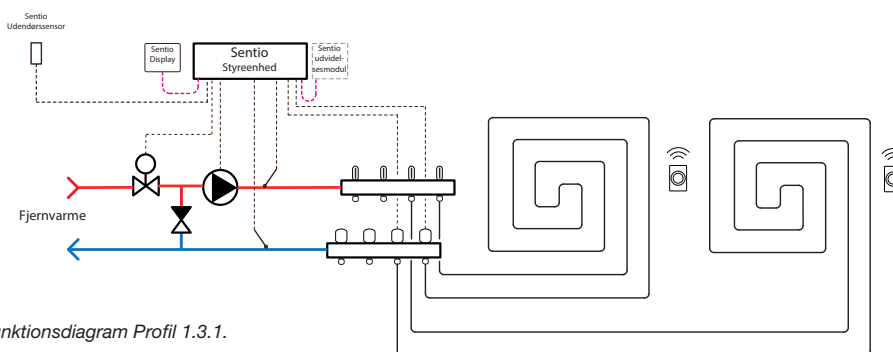 Sentio
Udendørssensor
Sentio
Display
Sentio
Styreenhed
Sentio
udvidel-
sesmodul
Fjernvarme
nktionsdiagram Profil 1.3.1.